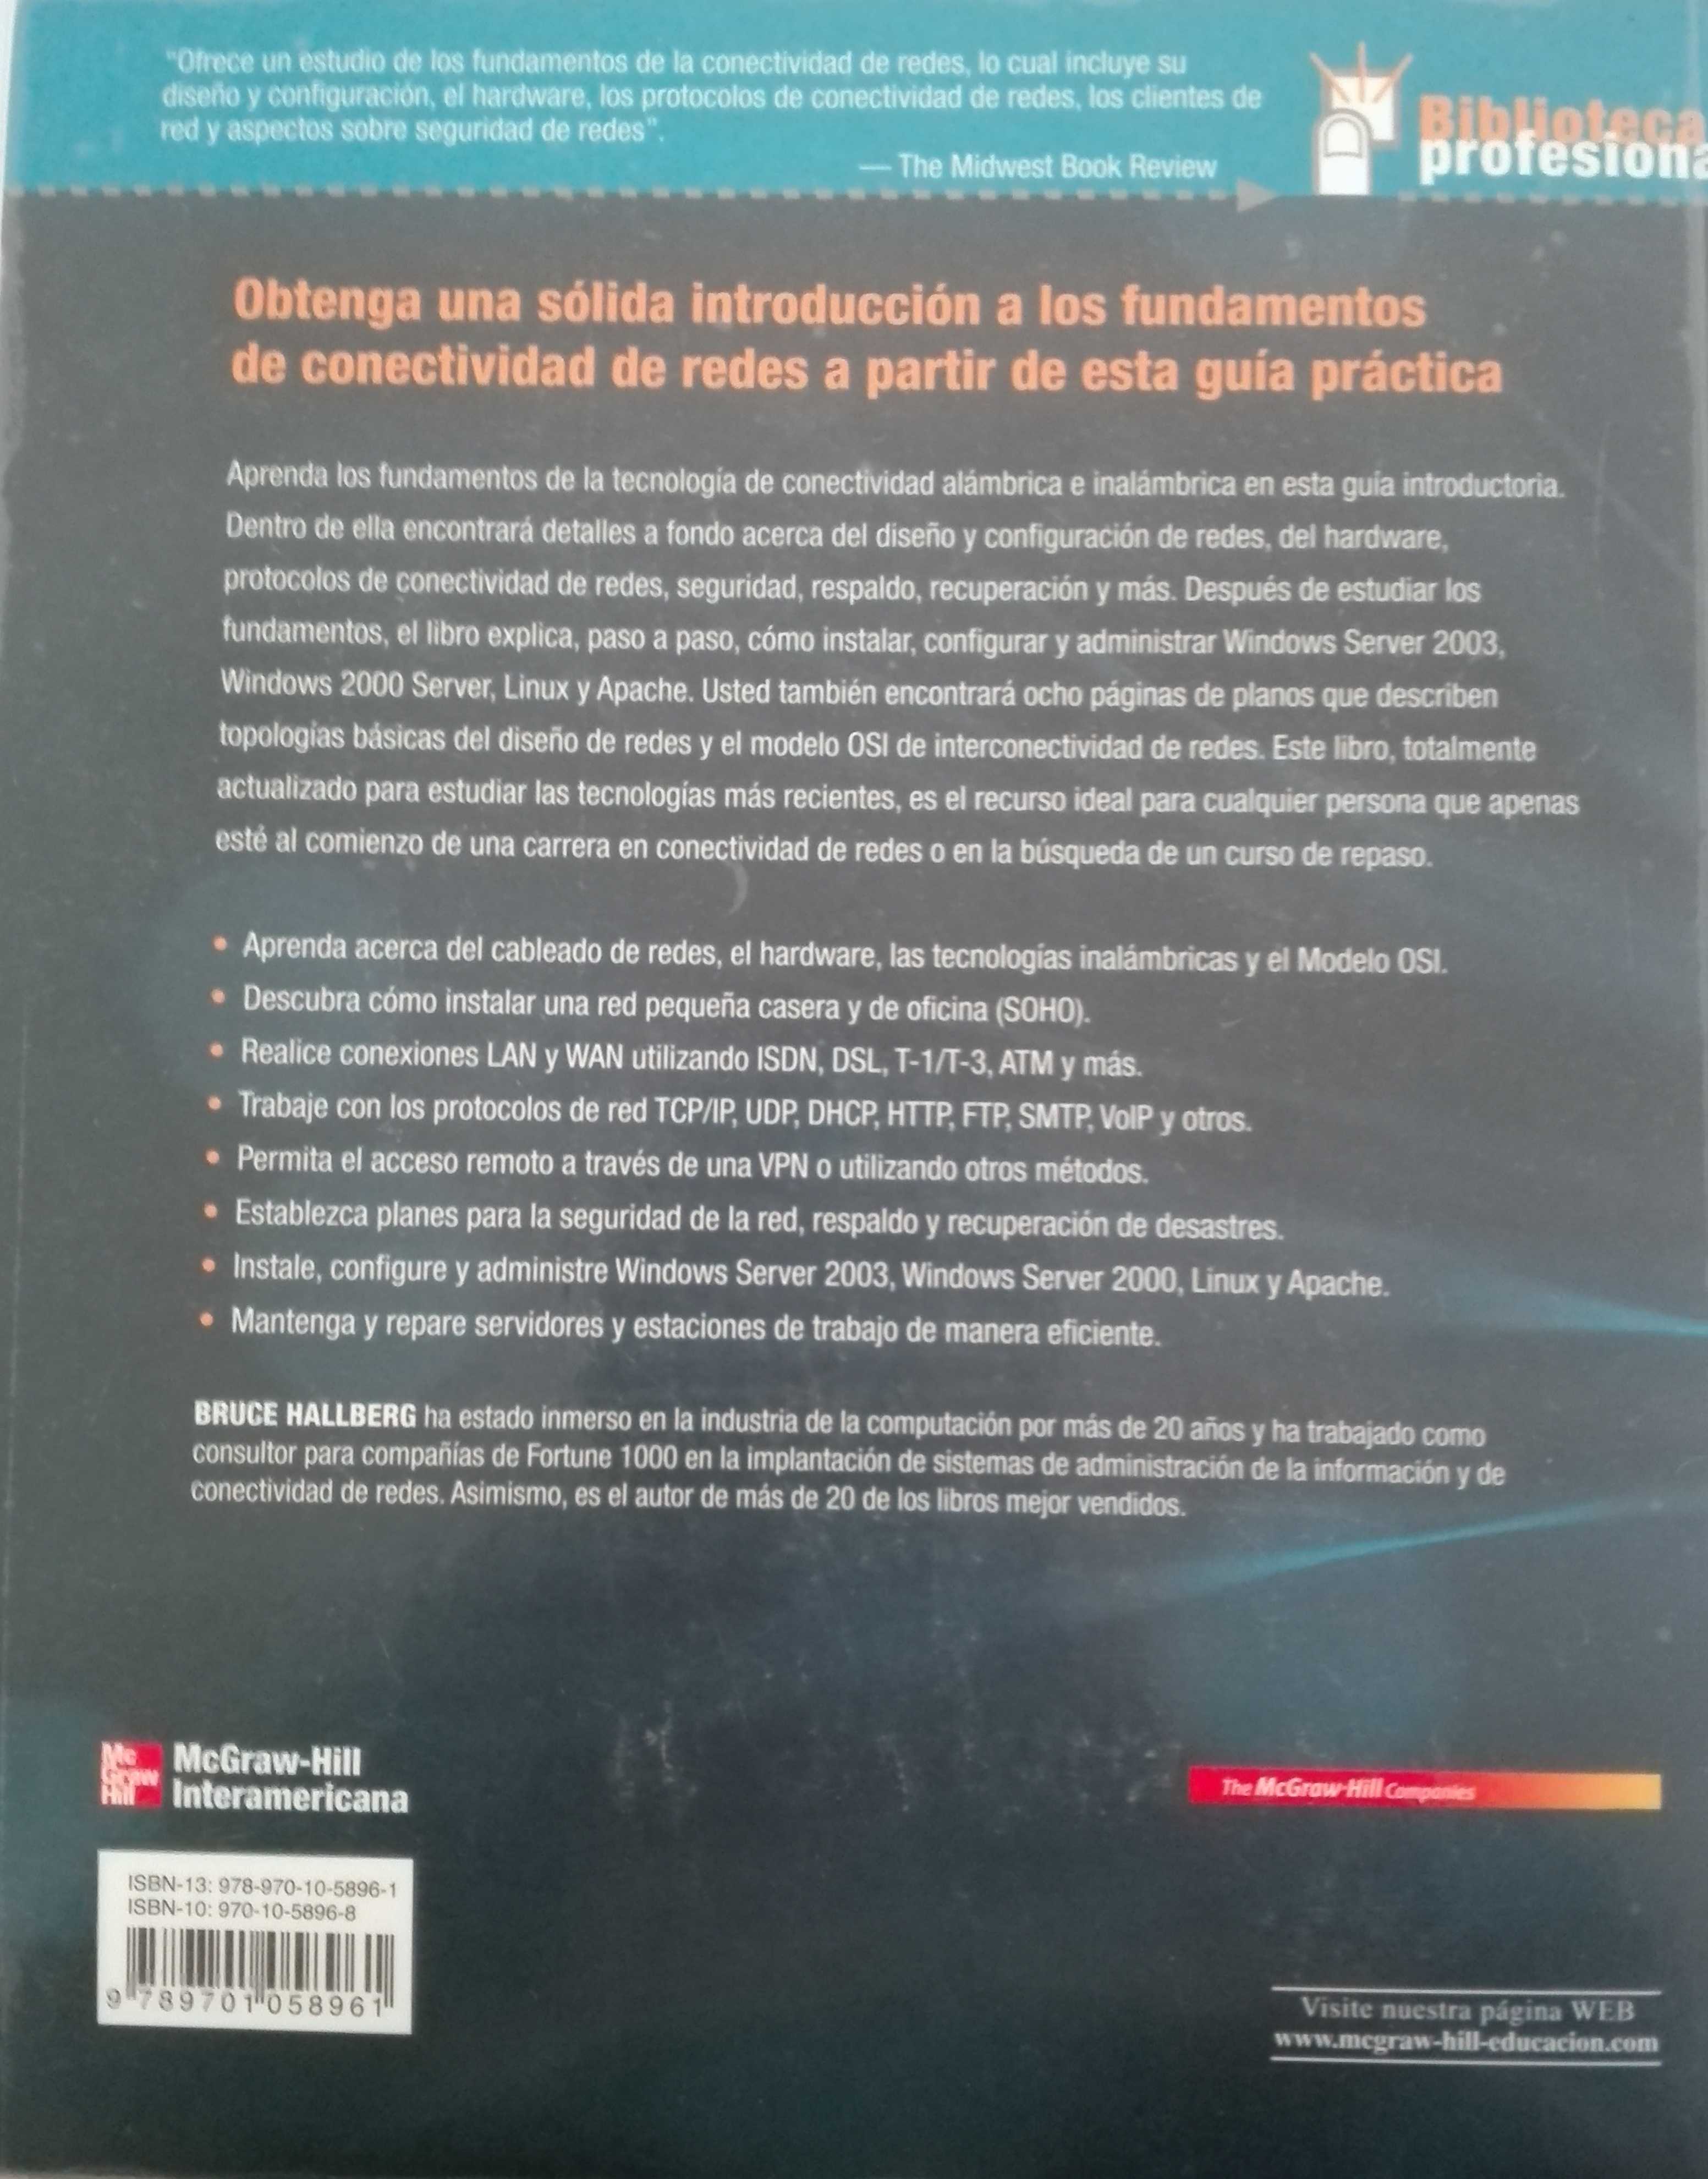 "Ofrece un estudio de los fundamentos de la conectividad de redes, lo cual incluye su
diseño y configuración, el hardware, los protocolos de conectividad de redes, los clientes de
red y aspectos sobre seguridad de redes".
— The Midwest Book Review
Biblioteca
profesiona
Obtenga una sólida introducción a los fundamentos
de conectividad de redes a partir de esta guía práctica
Aprenda los fundamentos de la tecnología de conectividad alámbrica e inalámbrica en esta guía introductoria.
Dentro de ella encontrará detalles a fondo acerca del diseño y configuración de redes, del hardware,
protocolos de conectividad de redes, seguridad, respaldo, recuperación y más. Después de estudiar los
fundamentos, el libro explica, paso a paso, cómo instalar, configurar y administrar Windows Server 2003,
Windows 2000 Server, Linux y Apache. Usted también encontrará ocho páginas de planos que describen
topologías básicas del diseño de redes y el modelo OSI de interconectividad de redes. Este libro, totalmente
actualizado para estudiar las tecnologías más recientes, es el recurso ideal para cualquier persona que apenas
esté al comienzo de una carrera en conectividad de redes o en la búsqueda de un curso de repaso.
• Aprenda acerca del cableado de redes, el hardware, las tecnologías inalámbricas y el Modelo OSI.
• Descubra cómo instalar una red pequeña casera y de oficina (SOHO).
• Realice conexiones LAN y WAN utilizando ISDN, DSL, T-1/T-3, ATM y más.
• Trabaje con los protocolos de red TCP/IP, UDP, DHCP, HTTP, FTP, SMTP, VoIP y otros.
• Permita el acceso remoto a través de una VPN o utilizando otros métodos.
• Establezca planes para la seguridad de la red, respaldo y recuperación de desastres.
• Instale, configure y administre Windows Server 2003, Windows Server 2000, Linux y Apache.
• Mantenga y repare servidores y estaciones de trabajo de manera eficiente.
BRUCE HALLBERG ha estado inmerso en la industria de la computación por más de 20 años y ha trabajado como
consultor para compañías de Fortune 1000 en la implantación de sistemas de administración de la información y de
conectividad de redes. Asimismo, es el autor de más de 20 de los libros mejor vendidos.
Mc
Graw
Hill
McGraw-Hill
Interamericana
The McGraw-Hill Companies
ISBN-13: 978-970-10-5896-1
ISBN-10: 970-10-5896-8
9 789701 058961
Visite nuestra página WEB
www.mcgraw-hill-educacion.com